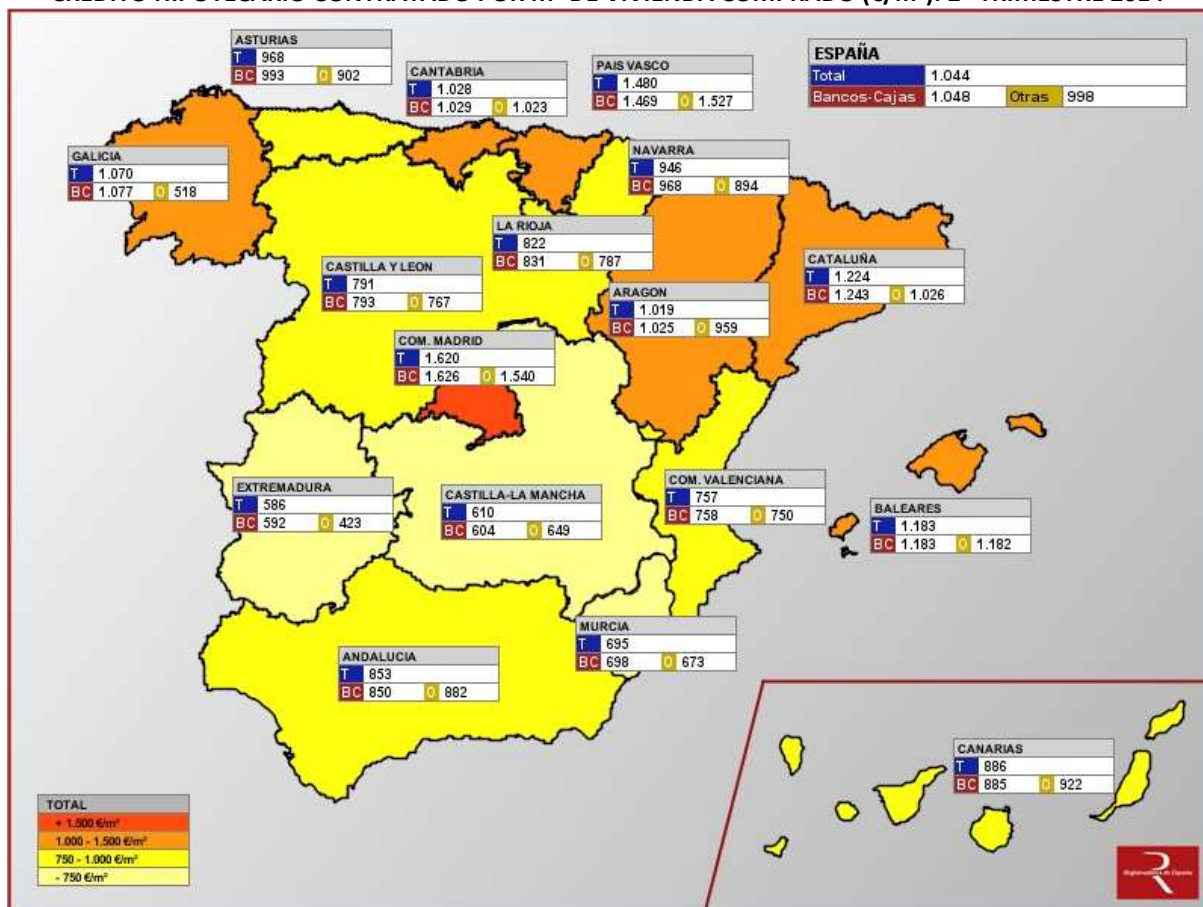 ASTURIAS
T 968
BC 993 O 902
CANTABRIA
T 1.028
BC 1.029 O 1.023
PAIS VASCO
T 1.480
BC 1.469 O 1.527
ESPAÑA
Total 1.044
Bancos-Cajas 1.048 Otras 998
GALICIA
T 1.070
BC 1.077 O 518
NAVARRA
T 946
BC 968 O 894
LA RIOJA
T 822
BC 831 O 787
CASTILLA Y LEON
T 791
BC 793 O 767
ARAGON
T 1.019
BC 1.025 O 959
CATALUÑA
T 1.224
BC 1.243 O 1.026
COM. MADRID
T 1.620
BC 1.626 O 1.540
EXTREMADURA
T 586
BC 592 O 423
CASTILLA-LA MANCHA
T 610
BC 604 O 649
COM. VALENCIANA
T 757
BC 758 O 750
BALEARES
T 1.183
BC 1.183 O 1.182
MURCIA
T 695
BC 698 O 673
ANDALUCIA
T 853
BC 850 O 882
CANARIAS
T 886
BC 885 O 922
TOTAL
+ 1.500 €/m²
1.000 - 1.500 €/m²
750 - 1.000 €/m²
- 750 €/m²
Registradores de España